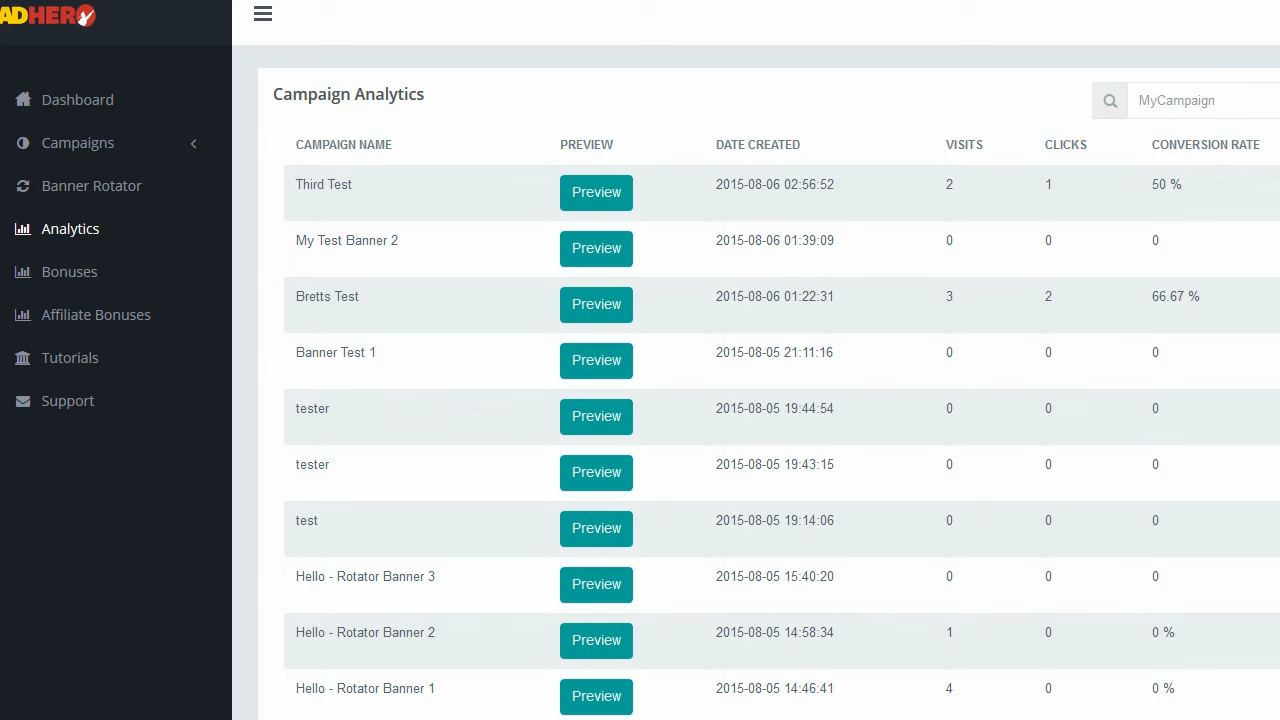 ADHERO
Dashboard
Campaigns
Banner Rotator
Analytics
Bonuses
Affiliate Bonuses
Tutorials
Support
Campaign Analytics
MyCampaign
CAMPAIGN NAME PREVIEW DATE CREATED VISITS CLICKS CONVERSION RATE
Third Test Preview 2015-08-06 02:56:52 2 1 50 %
My Test Banner 2 Preview 2015-08-06 01:39:09 0 0 0
Bretts Test Preview 2015-08-06 01:22:31 3 2 66.67 %
Banner Test 1 Preview 2015-08-05 21:11:16 0 0 0
tester Preview 2015-08-05 19:44:54 0 0 0
tester Preview 2015-08-05 19:43:15 0 0 0
test Preview 2015-08-05 19:14:06 0 0 0
Hello - Rotator Banner 3 Preview 2015-08-05 15:40:20 0 0 0
Hello - Rotator Banner 2 Preview 2015-08-05 14:58:34 1 0 0 %
Hello - Rotator Banner 1 Preview 2015-08-05 14:46:41 4 0 0 %